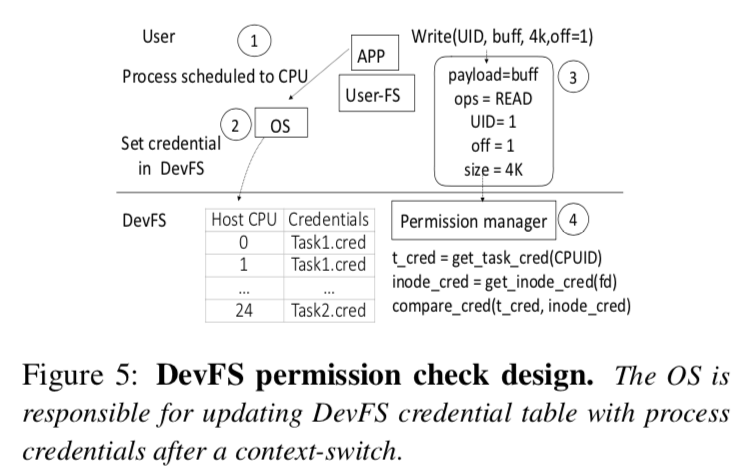 User
1
APP
Write(UID, buff, 4k,off=1)
Process scheduled to CPU
User-FS
payload=buff
ops = READ
UID= 1
off = 1
size = 4K
3
2
OS
Set credential
in DevFS
DevFS
Host CPU Credentials
0 Task1.cred
1 Task1.cred
... ...
24 Task2.cred
Permission manager
4
t_cred = get_task_cred(CPUID)
inode_cred = get_inode_cred(fd)
compare_cred(t_cred, inode_cred)
Figure 5: DevFS permission check design. The OS is
responsible for updating DevFS credential table with process
credentials after a context-switch.